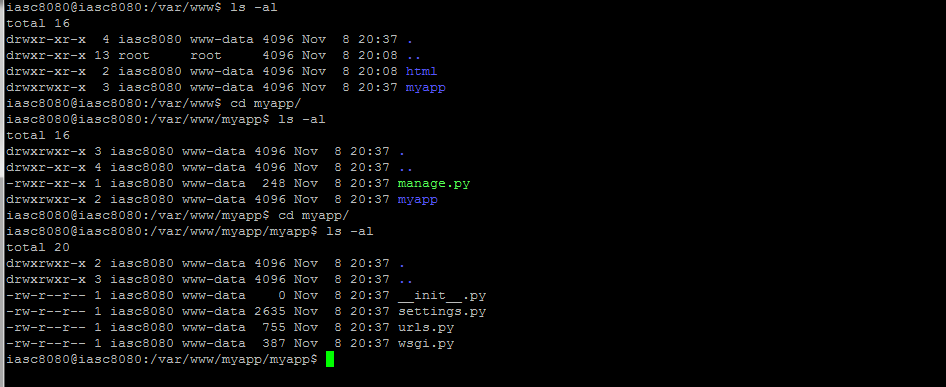 iasc8080@iasc8080:/var/www$ ls -al
total 16
drwxr-xr-x  4 iasc8080 www-data 4096 Nov  8 20:37 .
drwxr-xr-x 13 root     root     4096 Nov  8 20:08 ..
drwxr-xr-x  2 iasc8080 www-data 4096 Nov  8 20:08 html
drwxrwxr-x  3 iasc8080 www-data 4096 Nov  8 20:37 myapp
iasc8080@iasc8080:/var/www$ cd myapp/
iasc8080@iasc8080:/var/www/myapp$ ls -al
total 16
drwxrwxr-x 3 iasc8080 www-data 4096 Nov  8 20:37 .
drwxr-xr-x 4 iasc8080 www-data 4096 Nov  8 20:37 ..
-rwxr-xr-x 1 iasc8080 www-data  248 Nov  8 20:37 manage.py
drwxrwxr-x 2 iasc8080 www-data 4096 Nov  8 20:37 myapp
iasc8080@iasc8080:/var/www/myapp$ cd myapp/
iasc8080@iasc8080:/var/www/myapp/myapp$ ls -al
total 20
drwxrwxr-x 2 iasc8080 www-data 4096 Nov  8 20:37 .
drwxrwxr-x 3 iasc8080 www-data 4096 Nov  8 20:37 ..
-rw-r--r-- 1 iasc8080 www-data    0 Nov  8 20:37 __init__.py
-rw-r--r-- 1 iasc8080 www-data 2635 Nov  8 20:37 settings.py
-rw-r--r-- 1 iasc8080 www-data  755 Nov  8 20:37 urls.py
-rw-r--r-- 1 iasc8080 www-data  387 Nov  8 20:37 wsgi.py
iasc8080@iasc8080:/var/www/myapp/myapp$